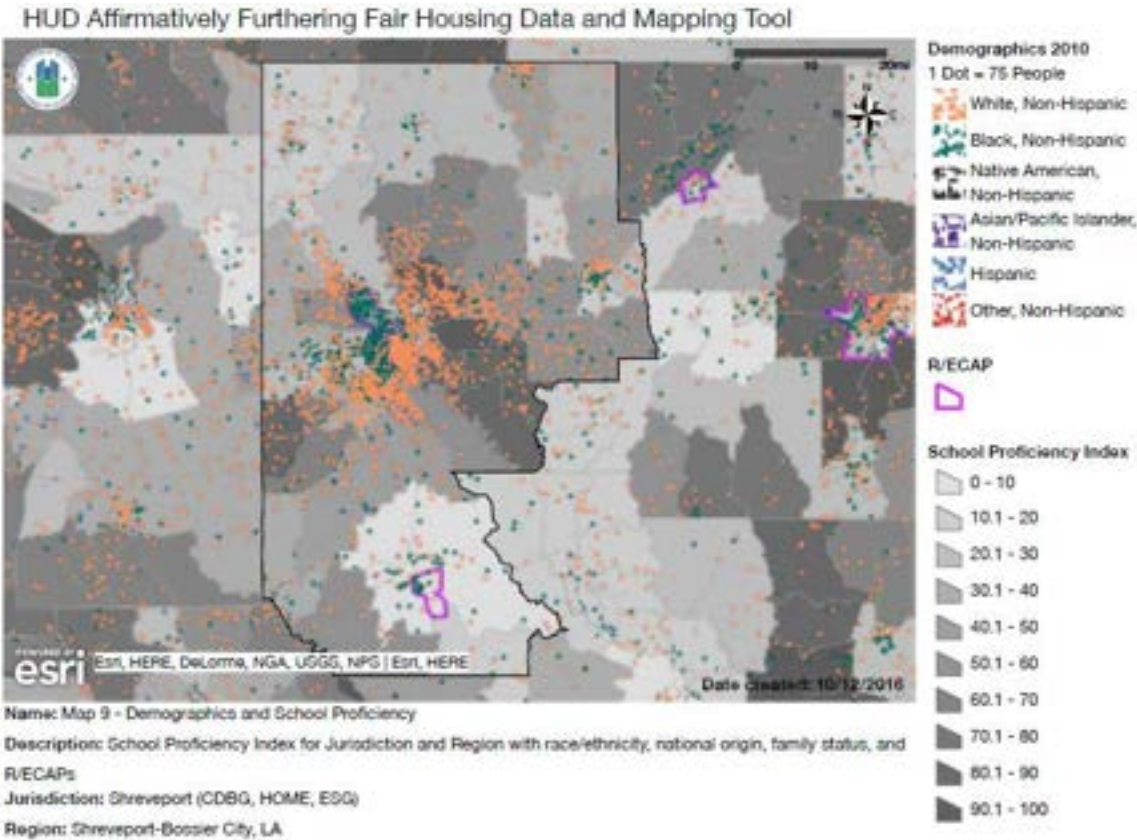 HUD Affirmatively Furthering Fair Housing Data and Mapping Tool
0 10 20mi
N
Demographics 2010
1 Dot = 75 People
White, Non-Hispanic
Black, Non-Hispanic
Native American,
Non-Hispanic
Asian/Pacific Islander,
Non-Hispanic
Hispanic
Other, Non-Hispanic
R/ECAP
School Proficiency Index
0 - 10
10.1 - 20
20.1 - 30
30.1 - 40
40.1 - 50
50.1 - 60
60.1 - 70
70.1 - 80
80.1 - 90
90.1 - 100
POWERED BY
esri
Esri, HERE, DeLorme, NGA, USGS, NPS | Esri, HERE
Date created: 10/12/2016
Name: Map 9 - Demographics and School Proficiency
Description: School Proficiency Index for Jurisdiction and Region with race/ethnicity, national origin, family status, and
R/ECAPs
Jurisdiction: Shreveport (CDBG, HOME, ESG)
Region: Shreveport-Bossier City, LA